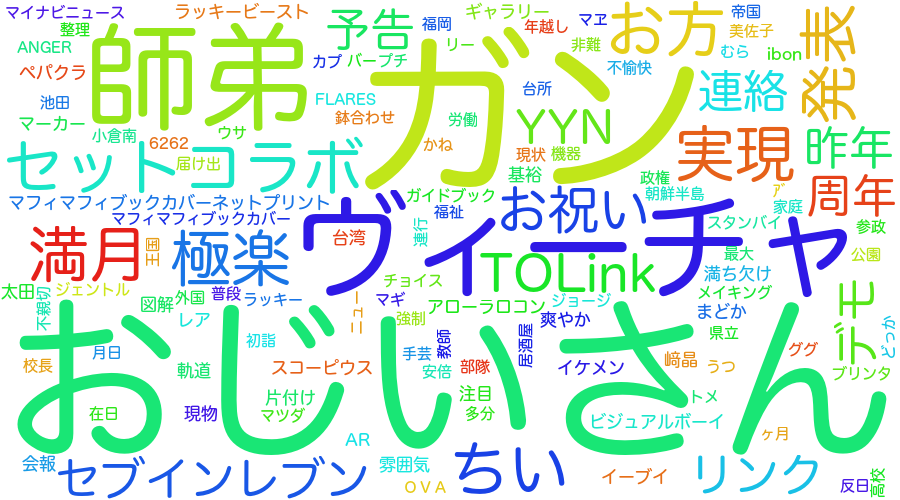 マイナビニュース
ラッキービースト
予告
福岡
ギャラリー
年越し
マヱ
お方
帝国
美佐子
発表
整理
師弟
ガン
ANGER
カブ
バーブチ
リー
非難
むら
ibon
ペパクラ
不愉快
池田
FLARES
台所
連絡
マーカー
鉢合わせ
労働
YYN
小倉南
ウサ
かね
実現
昨年
6262
届け出
現状
機器
セットコラボ
基裕
政権
朝鮮半島
周年
マフィマフィブックカバーネットプリント
ガイドブック
お祝い
家庭
マフィマフィブックカバー
福祉
スタンバイ
参政
満月
王国
極楽
台湾
ヴィーチャ
連行
最大
公園
TOLink
満ち欠け
太田
ジェントル
普段
チョイス
メイキング
図解
外国
ラッキー
マギ
アローラロコン
ジョージ
まどか
デモ
不親切
レア
ニュー
強制
爽やか
どっか
おじいさん
初詣
教師
居酒屋
県立
月日
手芸
﨑晶
ググ
校長
軌道
スコーピウス
安倍
部隊
イケメン
うつ
プリンタ
片付け
注目
トメ
在日
現物
マツダ
多分
ビジュアルボーイ
AR
ヶ月
会報
セブインレブン
雰囲気
ちい
リンク
OVA
イーブイ
反日
高校